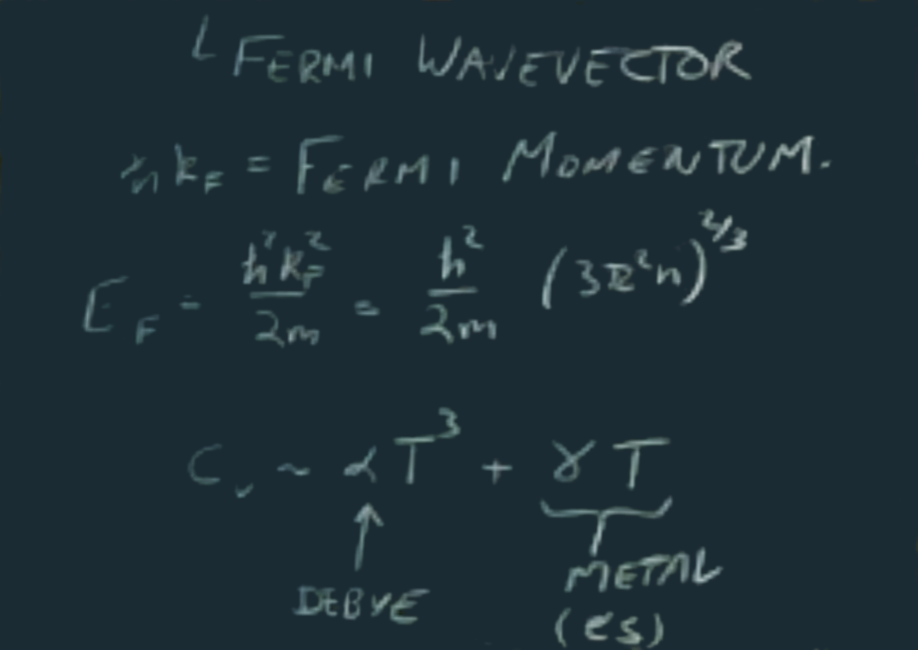 └ FERMI WAVEVECTOR
ℏk_F = FERMI MOMENTUM.
E_F = ℏ²k_F²/2m = ℏ²/2m (3π²n)^2/3
C_v ~ αT³ + γT
↑
DEBYE METAL
(es)